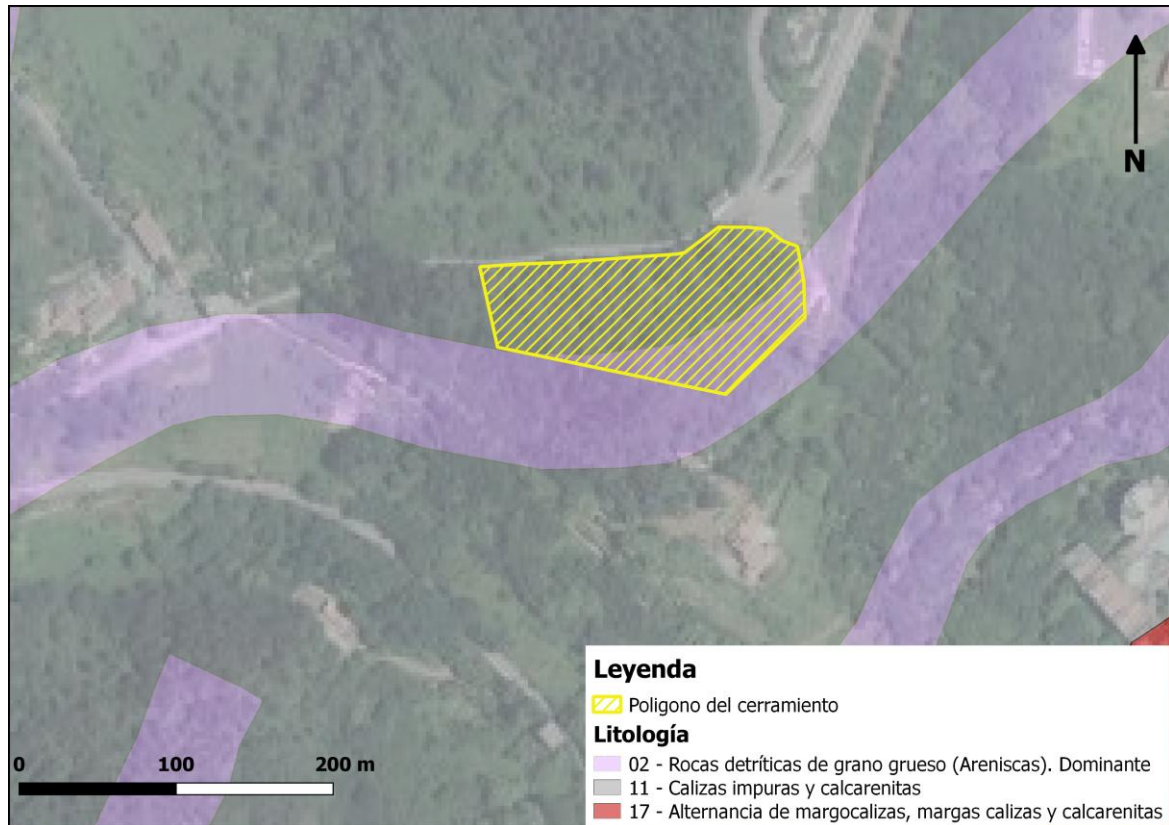 N
Leyenda
Poligono del cerramiento
Litología
02 - Rocas detríticas de grano grueso (Areniscas). Dominante
11 - Calizas impuras y calcarenitas
17 - Alternancia de margocalizas, margas calizas y calcarenitas
0 100 200 m